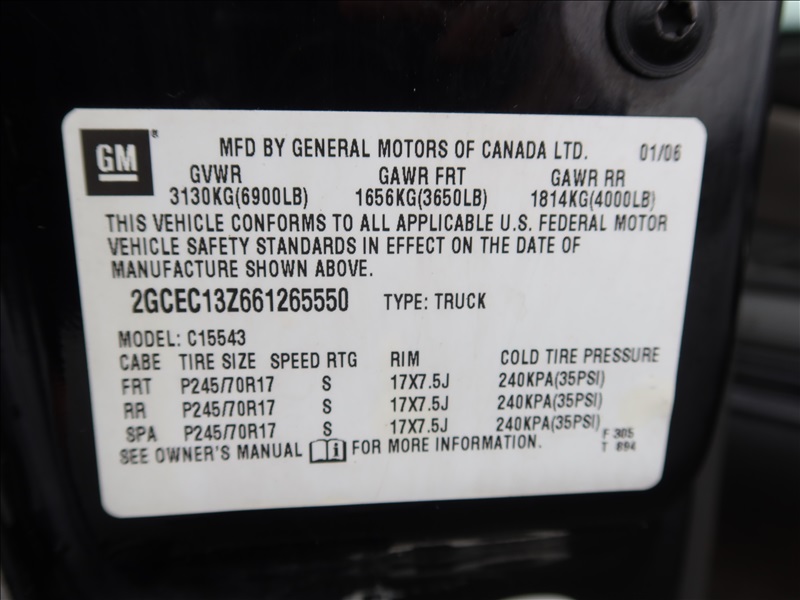 GM ®
MFD BY GENERAL MOTORS OF CANADA LTD. 01/06
GVWR GAWR FRT GAWR RR
3130KG(6900LB) 1656KG(3650LB) 1814KG(4000LB)
THIS VEHICLE CONFORMS TO ALL APPLICABLE U.S. FEDERAL MOTOR
VEHICLE SAFETY STANDARDS IN EFFECT ON THE DATE OF
MANUFACTURE SHOWN ABOVE.
2GCEC13Z661265550 TYPE: TRUCK
MODEL: C15543
CABE TIRE SIZE SPEED RTG RIM COLD TIRE PRESSURE
FRT P245/70R17 S 17X7.5J 240KPA(35PSI)
RR P245/70R17 S 17X7.5J 240KPA(35PSI)
SPA P245/70R17 S 17X7.5J 240KPA(35PSI)
SEE OWNER'S MANUAL FOR MORE INFORMATION.
F 305
T 894